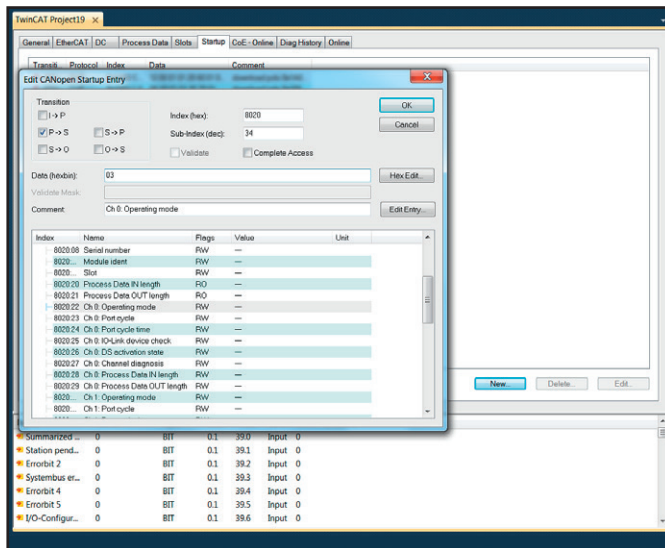 TwinCAT Project19 ×
General EtherCAT DC Process Data Slots Startup CoE - Online Diag History Online
Transiti... Protocol Index Data Comment
Edit CANopen Startup Entry
Transition
I -> P
P -> S S -> P
S -> O O -> S
Index (hex): 8020
Sub-Index (dec): 34
Validate Complete Access
OK
Cancel
Data (hexbin): 03 Hex Edit...
Validate Mask:
Comment: Ch 0: Operating mode Edit Entry...
Index Name Flags Value Unit
8020:08 Serial number RW —
8020:... Module ident RW —
8020:... Slot RW —
8020:20 Process Data IN length RO —
8020:21 Process Data OUT length RO —
8020:22 Ch 0: Operating mode RW —
8020:23 Ch 0: Port cycle RW —
8020:24 Ch 0: Port cycle time RW —
8020:25 Ch 0: IO-Link device check RW —
8020:26 Ch 0: DS activation state RW —
8020:27 Ch 0: Channel diagnosis RW —
8020:28 Ch 0: Process Data IN length RW —
8020:29 Ch 0: Process Data OUT length RW —
8020:... Ch 1: Operating mode RW —
8020:... Ch 1: Port cycle RW —
New... Delete... Edit...
Summarized ... 0 BIT 0.1 39.0 Input 0
Station pend... 0 BIT 0.1 39.1 Input 0
Errorbit 2 0 BIT 0.1 39.2 Input 0
Systembus er... 0 BIT 0.1 39.3 Input 0
Errorbit 4 0 BIT 0.1 39.4 Input 0
Errorbit 5 0 BIT 0.1 39.5 Input 0
I/O-Configur... 0 BIT 0.1 39.6 Input 0